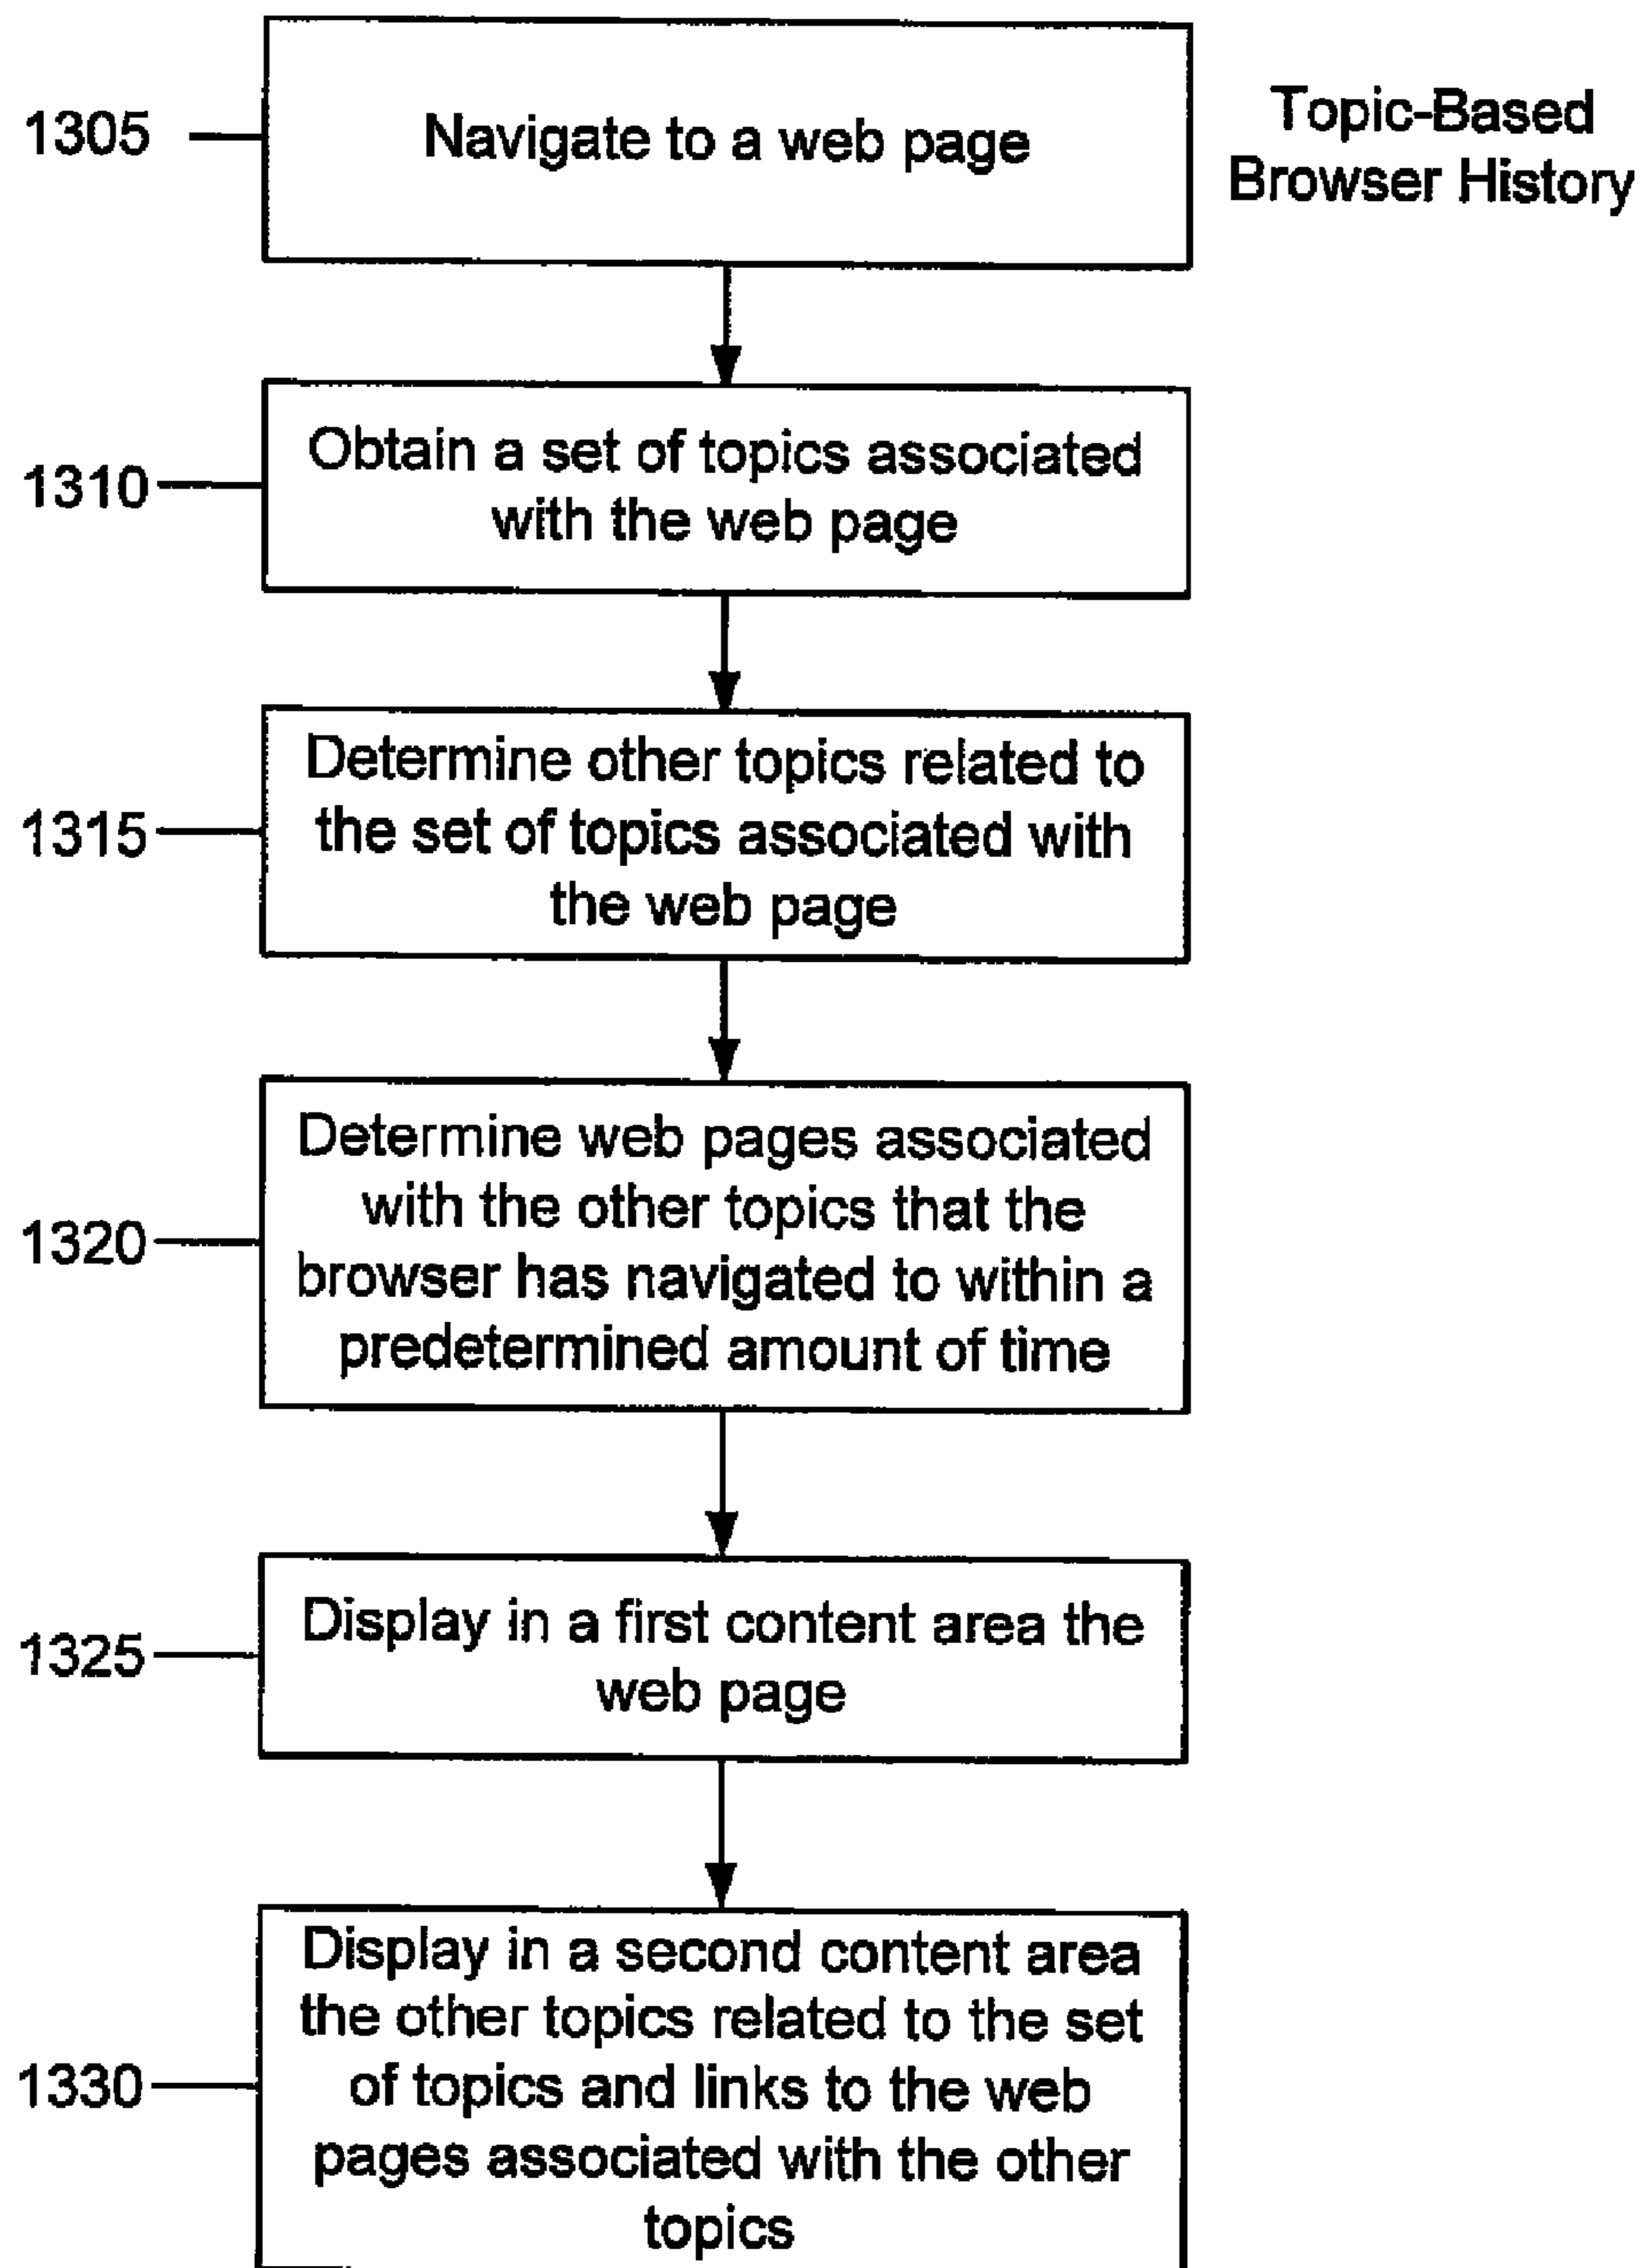 1305
Navigate to a web page
Topic-Based
Browser History
1310
Obtain a set of topics associated
with the web page
1315
Determine other topics related to
the set of topics associated with
the web page
1320
Determine web pages associated
with the other topics that the
browser has navigated to within a
predetermined amount of time
1325
Display in a first content area the
web page
1330
Display in a second content area
the other topics related to the set
of topics and links to the web
pages associated with the other
topics